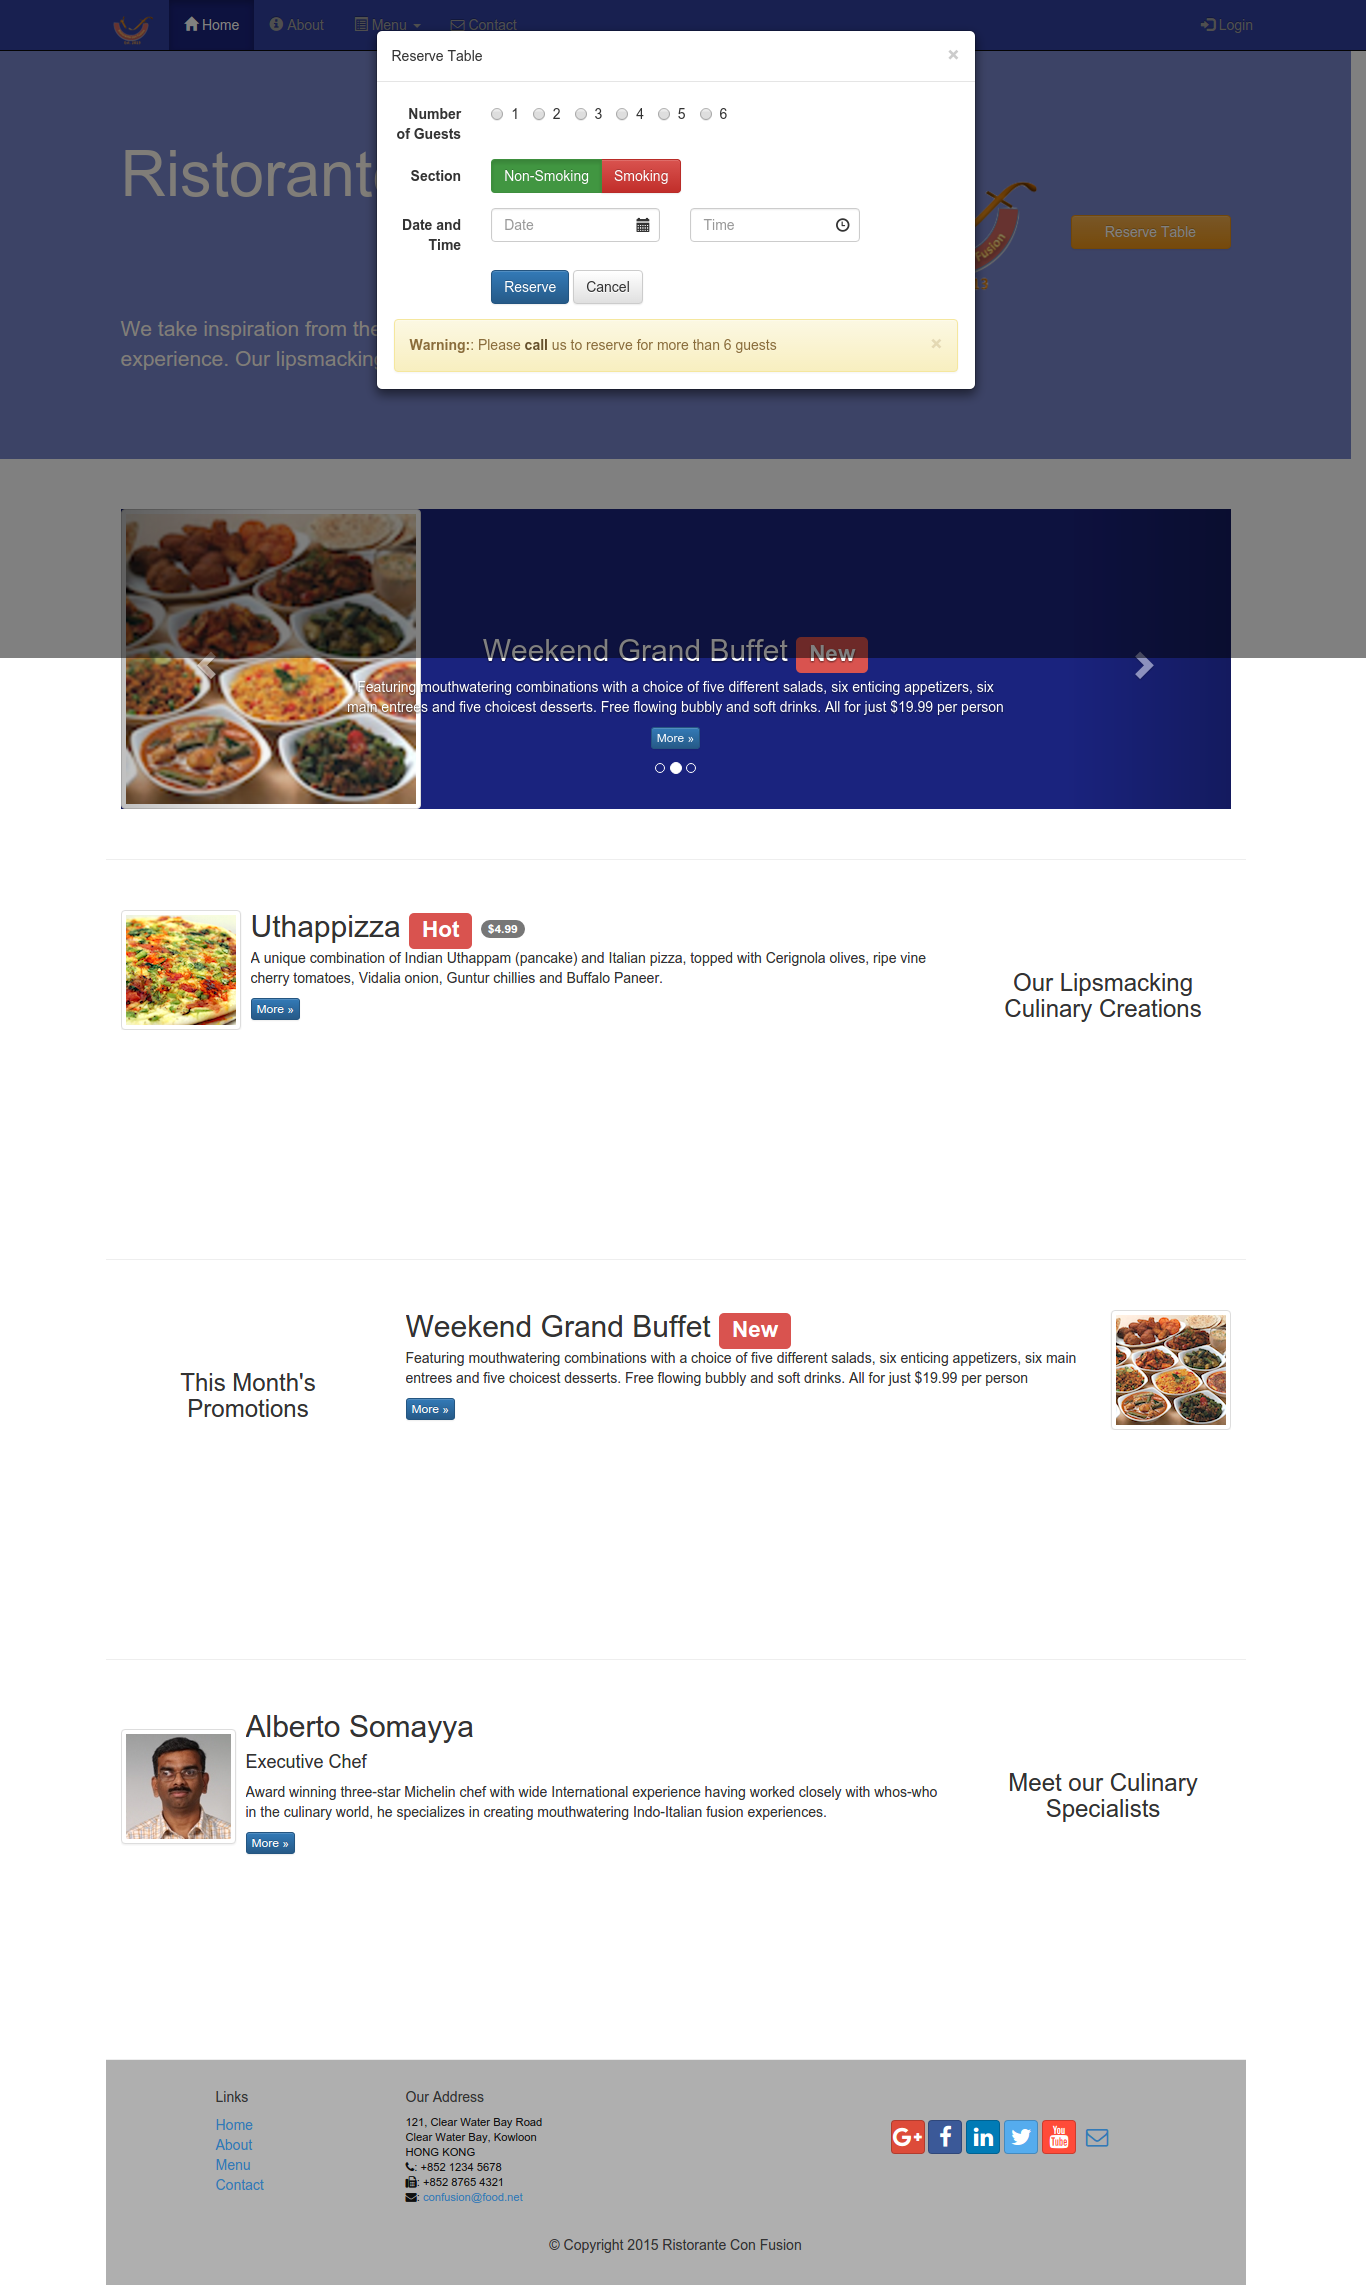 Home About Menu Contact Login
Reserve Table ×
Number
of Guests
1 2 3 4 5 6
Section Non-Smoking Smoking
Date and
Time
Date Time
Reserve Cancel
Warning:: Please call us to reserve for more than 6 guests ×
Ristorante
Fusion
Reserve Table
We take inspiration from the
experience. Our lipsmacking
Weekend Grand Buffet New
Featuring mouthwatering combinations with a choice of five different salads, six enticing appetizers, six
main entrees and five choicest desserts. Free flowing bubbly and soft drinks. All for just $19.99 per person
More »
Uthappizza Hot $4.99
A unique combination of Indian Uthappam (pancake) and Italian pizza, topped with Cerignola olives, ripe vine
cherry tomatoes, Vidalia onion, Guntur chillies and Buffalo Paneer.
More »
Our Lipsmacking
Culinary Creations
This Month's
Promotions
Weekend Grand Buffet New
Featuring mouthwatering combinations with a choice of five different salads, six enticing appetizers, six main
entrees and five choicest desserts. Free flowing bubbly and soft drinks. All for just $19.99 per person
More »
Alberto Somayya
Executive Chef
Award winning three-star Michelin chef with wide International experience having worked closely with whos-who
in the culinary world, he specializes in creating mouthwatering Indo-Italian fusion experiences.
More »
Meet our Culinary
Specialists
Links
Home
About
Menu
Contact
Our Address
121, Clear Water Bay Road
Clear Water Bay, Kowloon
HONG KONG
: +852 1234 5678
: +852 8765 4321
: confusion@food.net
G+ f in You Tube
© Copyright 2015 Ristorante Con Fusion